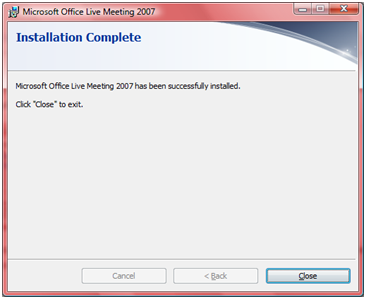 Microsoft Office Live Meeting 2007
Installation Complete
Microsoft Office Live Meeting 2007 has been successfully installed.
Click "Close" to exit.
Cancel
< Back
Close